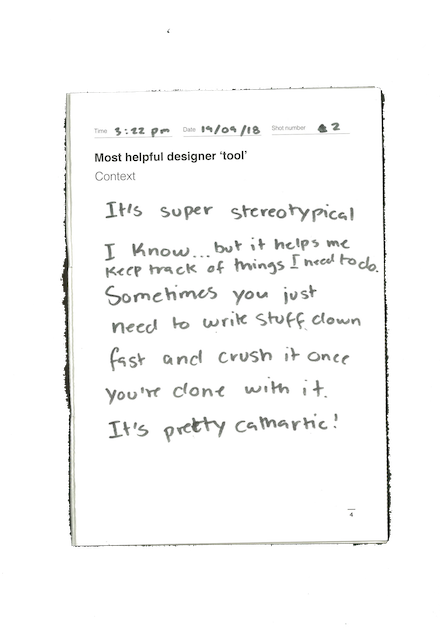 Time 3:22 pm Date 19/09/18 Shot number 2
Most helpful designer 'tool'
Context
It's super stereotypical
I know...but it helps me
keep track of things I need to do.
Sometimes you just
need to write stuff down
fast and crush it once
you're done with it.
It's pretty cathartic!
4